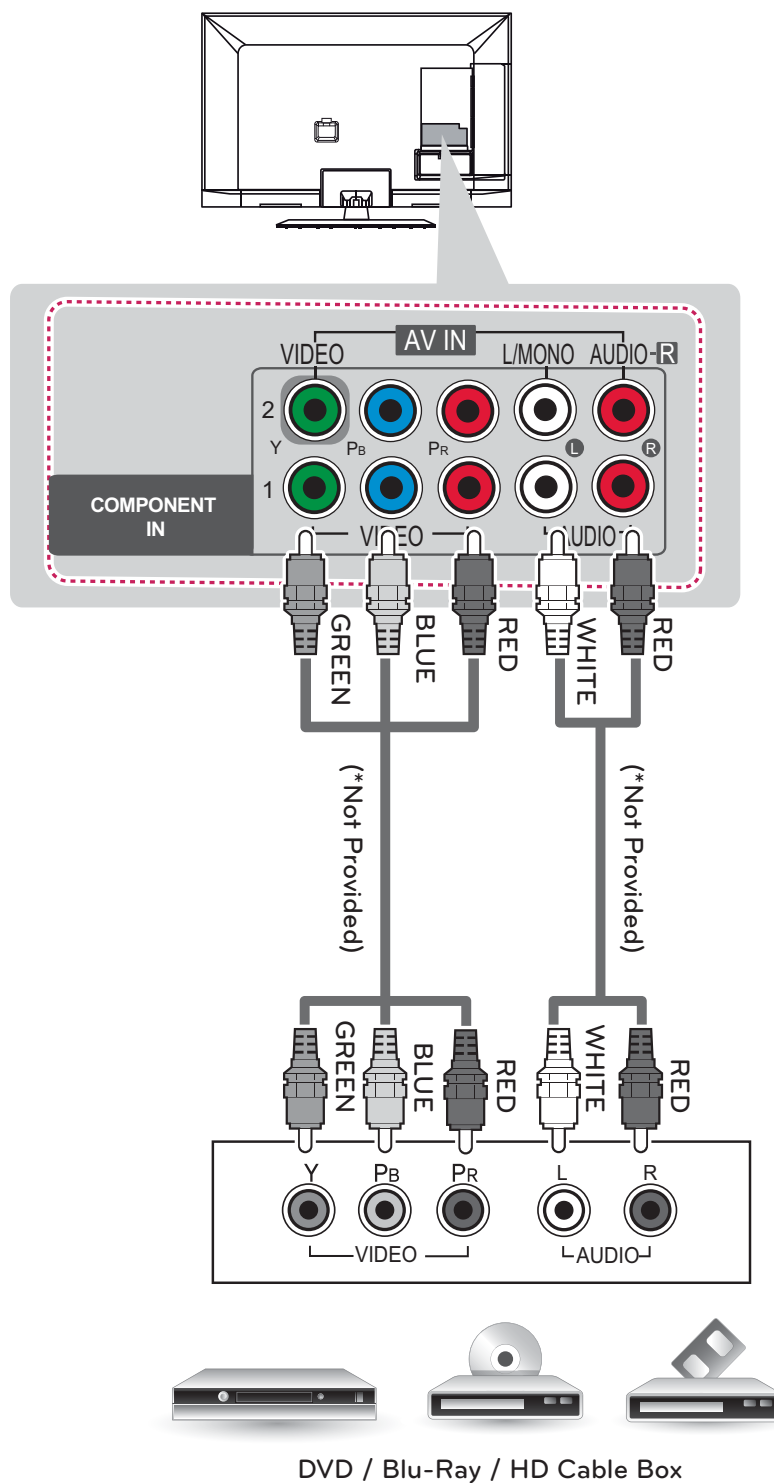 AV IN
VIDEO L/MONO AUDIO R
2
Y PB PR L R
1
COMPONENT
IN
VIDEO AUDIO
GREEN BLUE RED WHITE RED
(*Not Provided) (*Not Provided)
GREEN BLUE RED WHITE RED
Y PB PR L R
VIDEO AUDIO
DVD / Blu-Ray / HD Cable Box